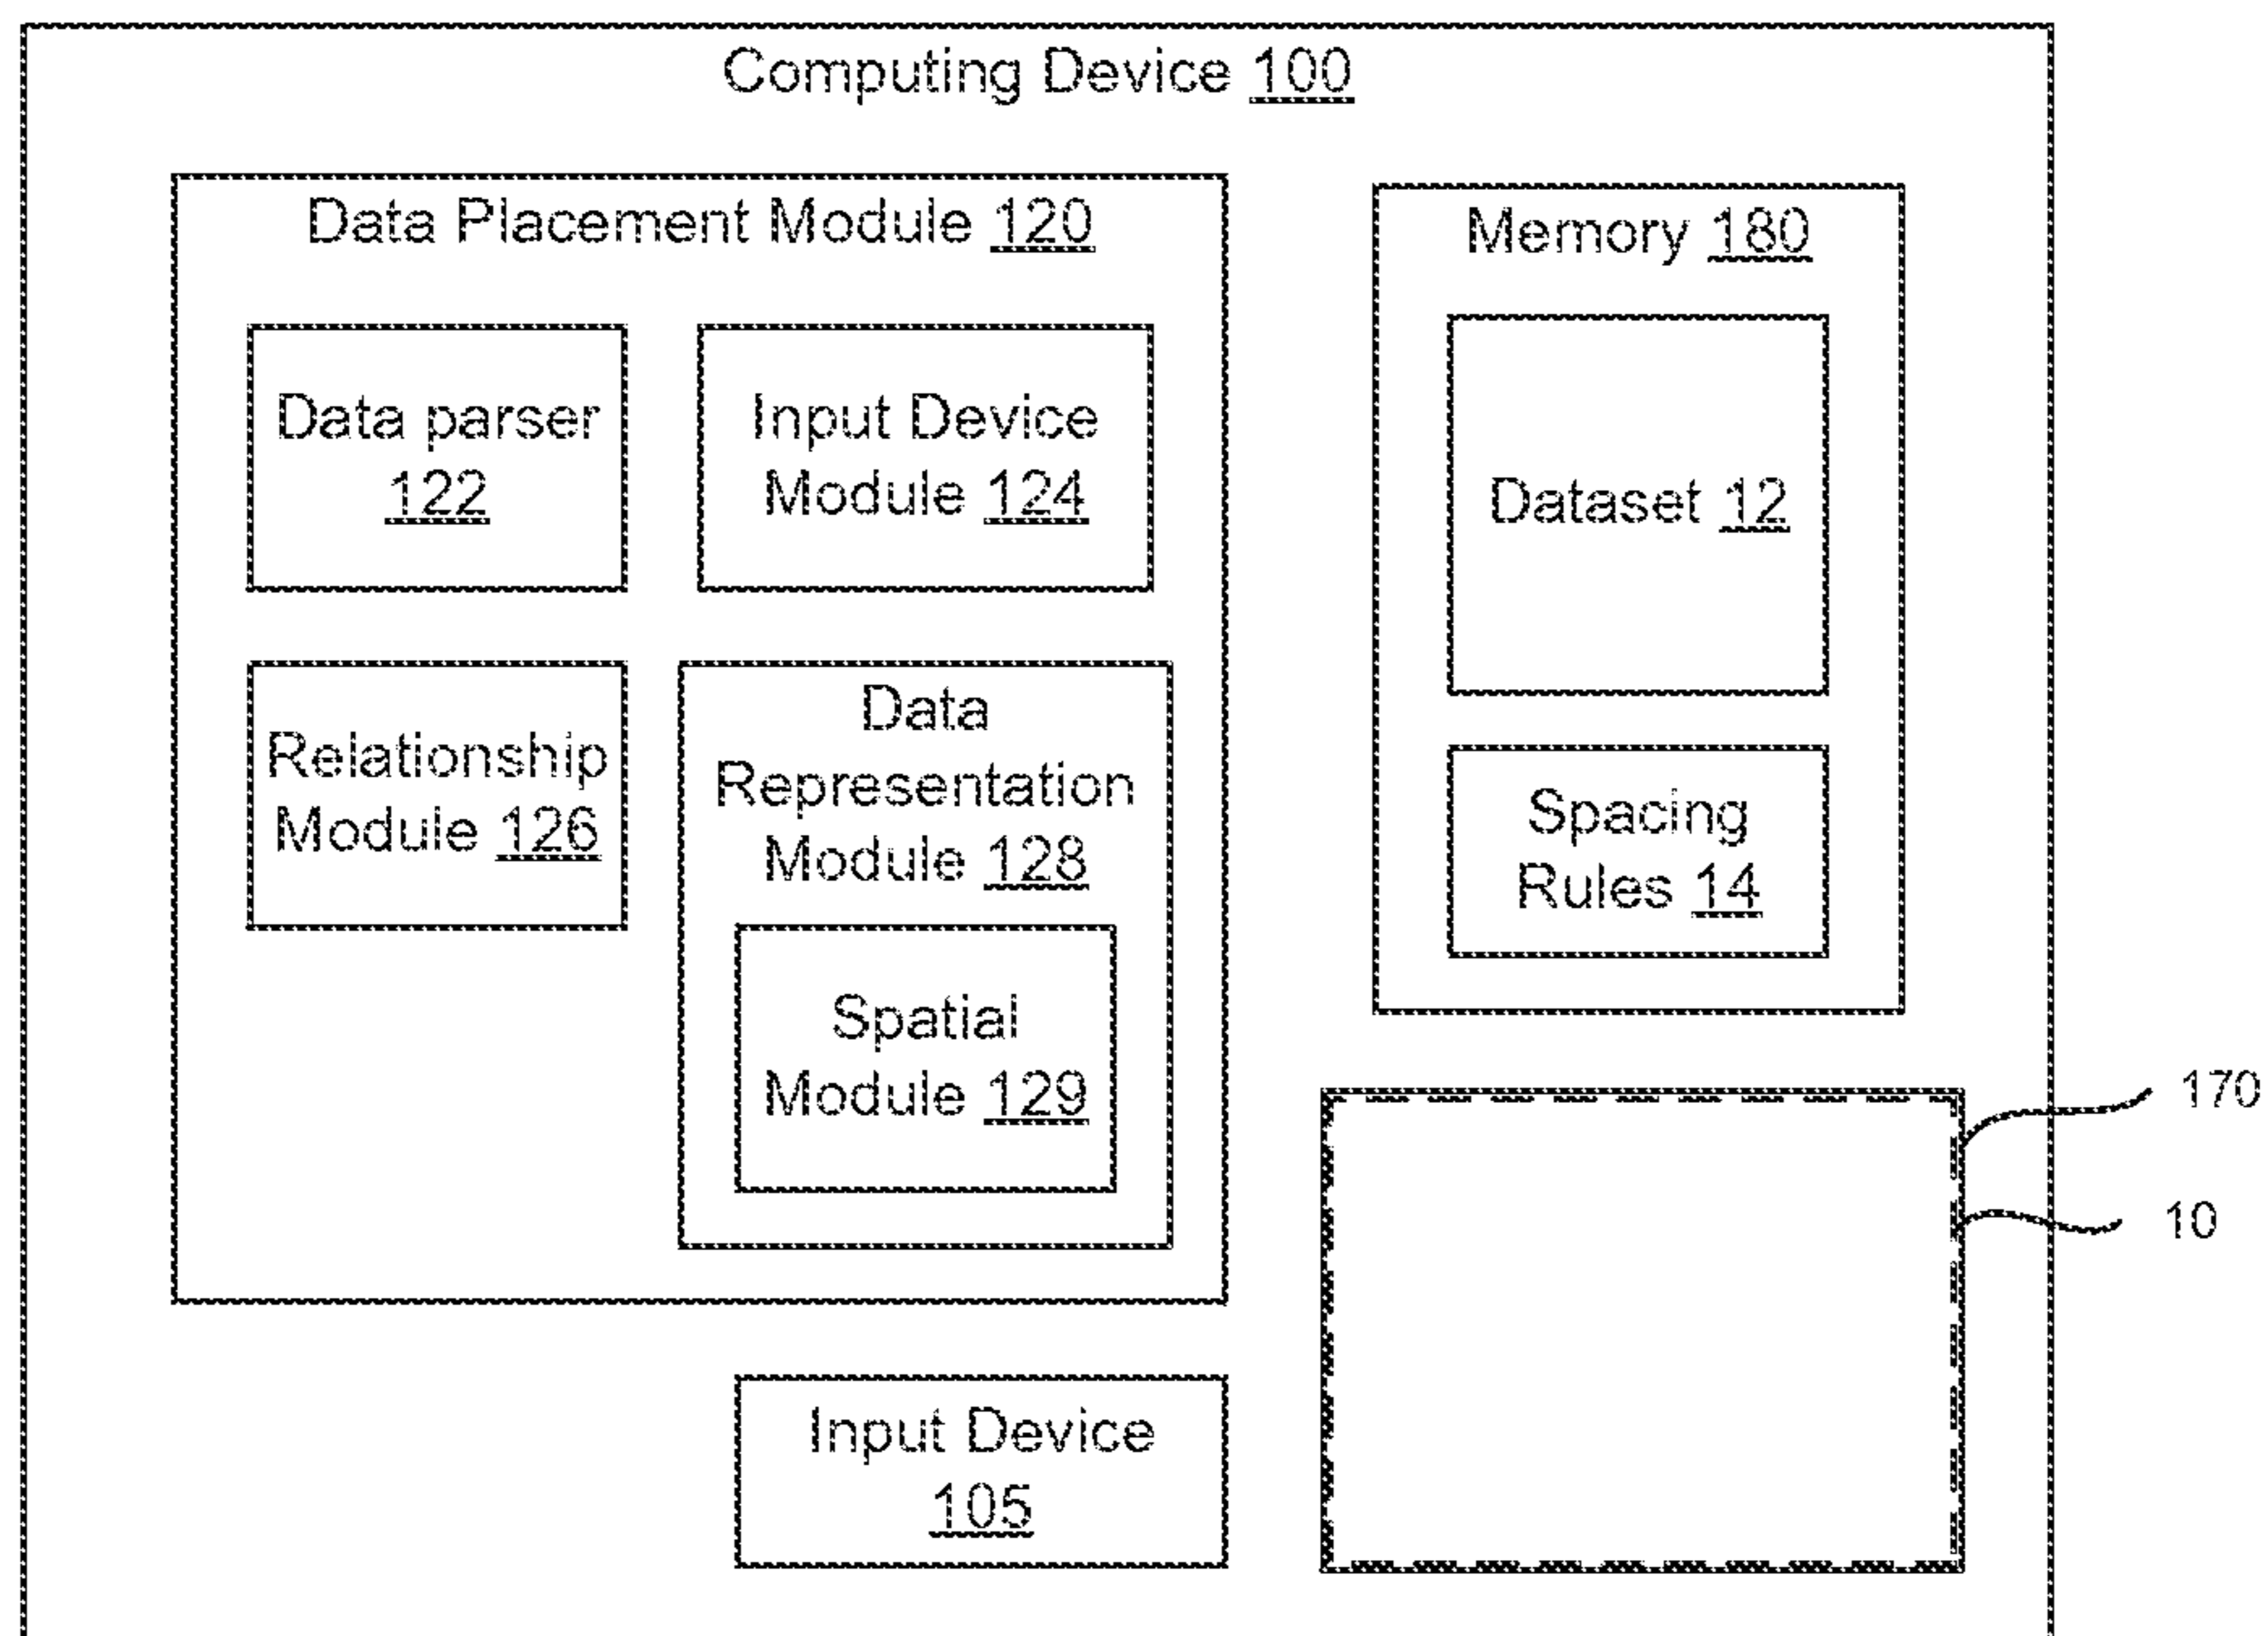 Computing Device 100
Data Placement Module 120
Data parser
122
Input Device
Module 124
Relationship
Module 126
Data
Representation
Module 128
Spatial
Module 129
Input Device
105
Memory 180
Dataset 12
Spacing
Rules 14
170
10